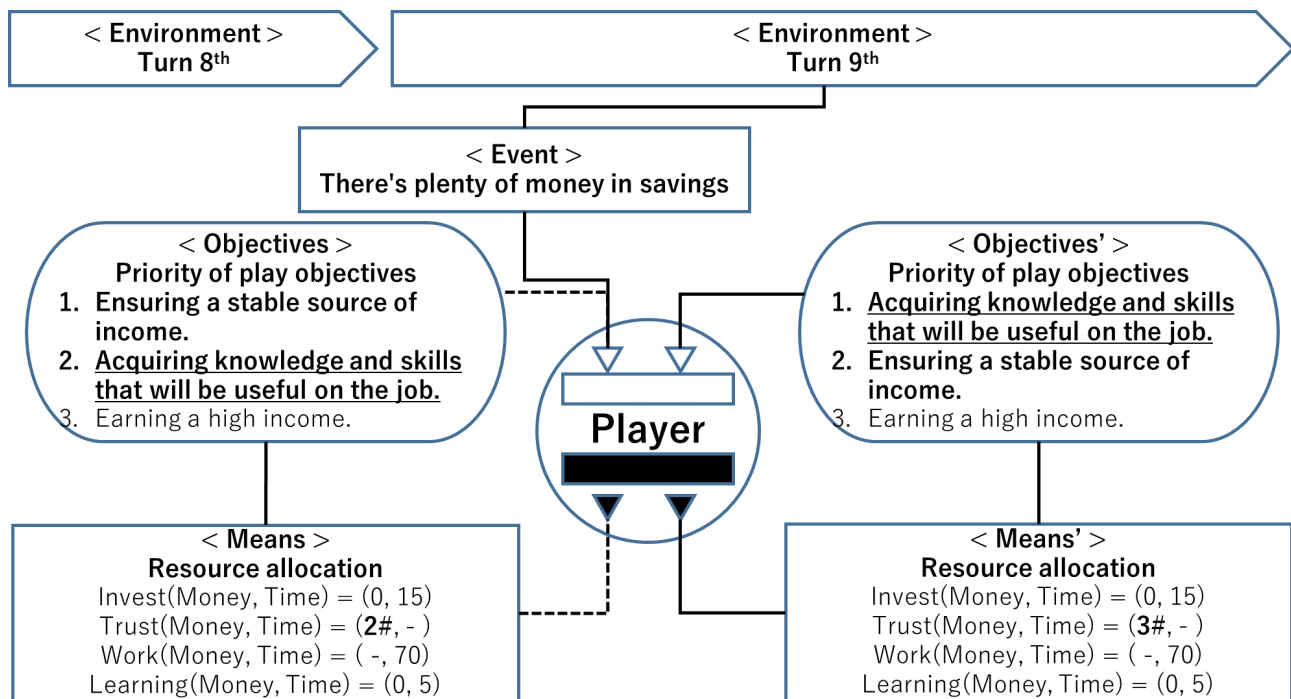 < Environment >
Turn 8th
< Environment >
Turn 9th
< Event >
There's plenty of money in savings
< Objectives >
Priority of play objectives
1. Ensuring a stable source of
income.
2. Acquiring knowledge and skills
that will be useful on the job.
3. Earning a high income.
< Objectives’ >
Priority of play objectives
1. Acquiring knowledge and skills
that will be useful on the job.
2. Ensuring a stable source of
income.
3. Earning a high income.
Player
< Means >
Resource allocation
Invest(Money, Time) = (0, 15)
Trust(Money, Time) = (2#, - )
Work(Money, Time) = ( -, 70)
Learning(Money, Time) = (0, 5)
< Means’ >
Resource allocation
Invest(Money, Time) = (0, 15)
Trust(Money, Time) = (3#, - )
Work(Money, Time) = ( -, 70)
Learning(Money, Time) = (0, 5)